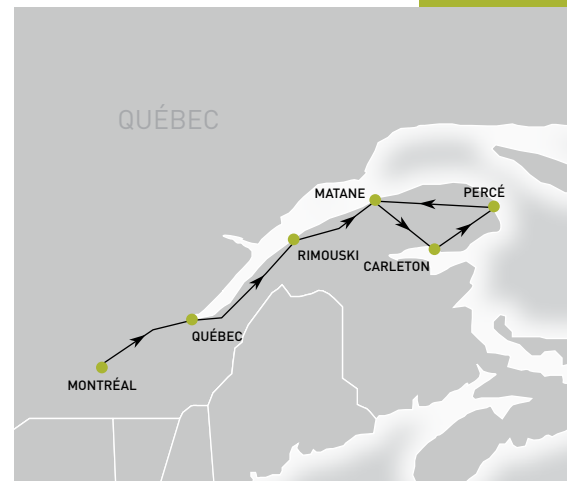 QUÉBEC
MATANE
PERCÉ
RIMOUSKI
CARLETON
QUÉBEC
MONTRÉAL